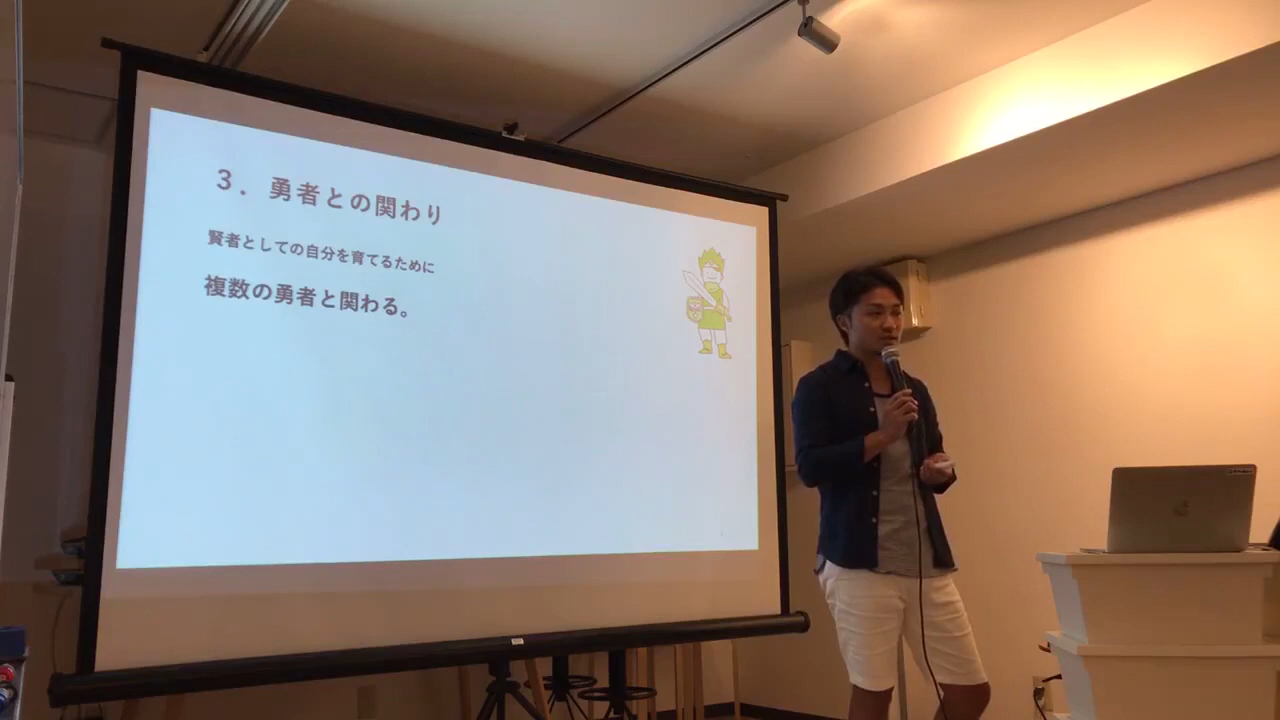 ３．勇者との関わり
賢者としての自分を育てるために
複数の勇者と関わる。